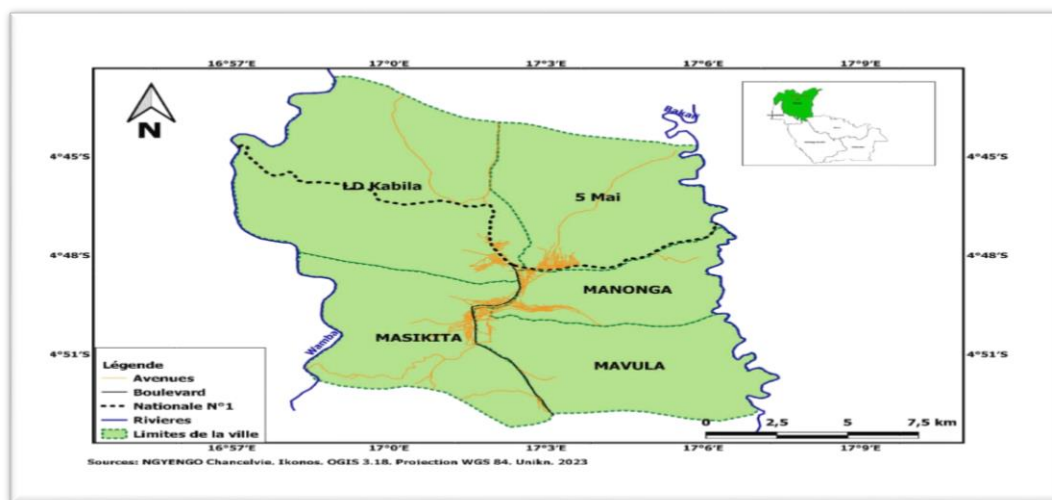 16°57'E 17°0'E 17°3'E 17°6'E 17°9'E
N
Bakali
4°45'S 4°45'S
LD Kabila
5 Mai
4°48'S 4°48'S
MANONGA
MASIKITA
Wamba
MAVULA
4°51'S 4°51'S
Légende
Avenues
Boulevard
Nationale N°1
Rivieres
Limites de la ville
0 2,5 5 7,5 km
16°57'E 17°0'E 17°3'E 17°6'E 17°9'E
Sources: NGYENGO Chancelvie, Ikonos, QGIS 3.18, Protection WGS 84, Unikn, 2023